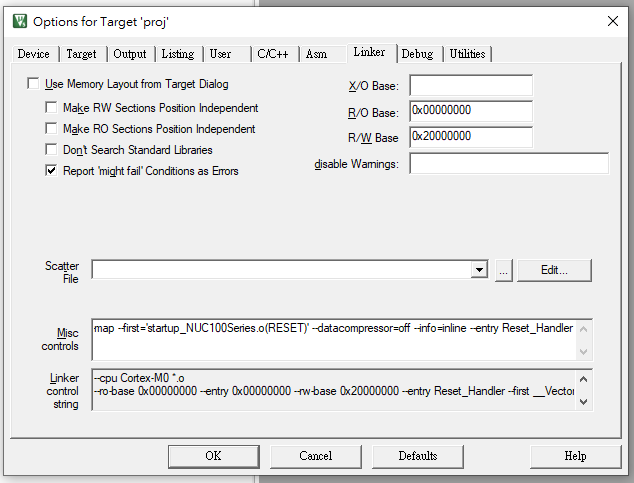 Options for Target 'proj'
Device Target Output Listing User C/C++ Asm Linker Debug Utilities
Use Memory Layout from Target Dialog
Make RW Sections Position Independent
Make RO Sections Position Independent
Don't Search Standard Libraries
Report 'might fail' Conditions as Errors
X/O Base:
R/O Base: 0x00000000
R/W Base 0x20000000
disable Warnings:
Scatter File
... Edit...
Misc controls
map --first='startup_NUC100Series.o(RESET)' --datacompressor=off --info=inline --entry Reset_Handler
Linker control string
--cpu Cortex-M0 *.o
--ro-base 0x00000000 --entry 0x00000000 --rw-base 0x20000000 --entry Reset_Handler --first __Vector
OK Cancel Defaults Help